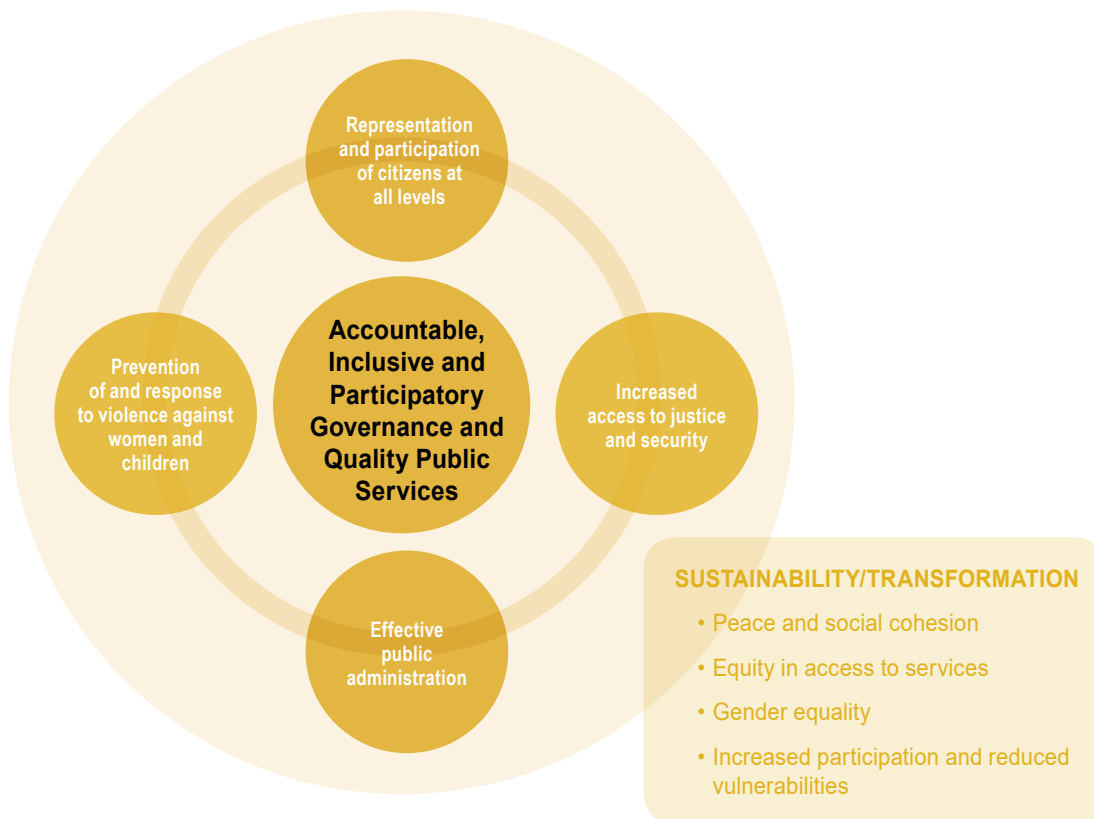 Representation
and participation
of citizens at
all levels
Prevention
of and response
to violence against
women and
children
Accountable,
Inclusive and
Participatory
Governance and
Quality Public
Services
Increased
access to justice
and security
Effective
public
administration
SUSTAINABILITY/TRANSFORMATION
• Peace and social cohesion
• Equity in access to services
• Gender equality
• Increased participation and reduced
vulnerabilities